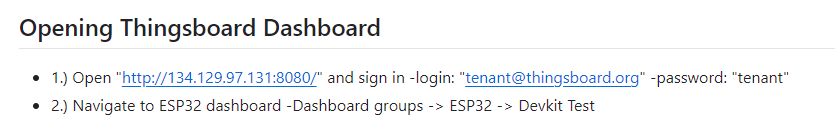 Opening Thingsboard Dashboard
1.) Open "http://134.129.97.131:8080/" and sign in -login: "tenant@thingsboard.org" -password: "tenant"
2.) Navigate to ESP32 dashboard -Dashboard groups -> ESP32 -> Devkit Test